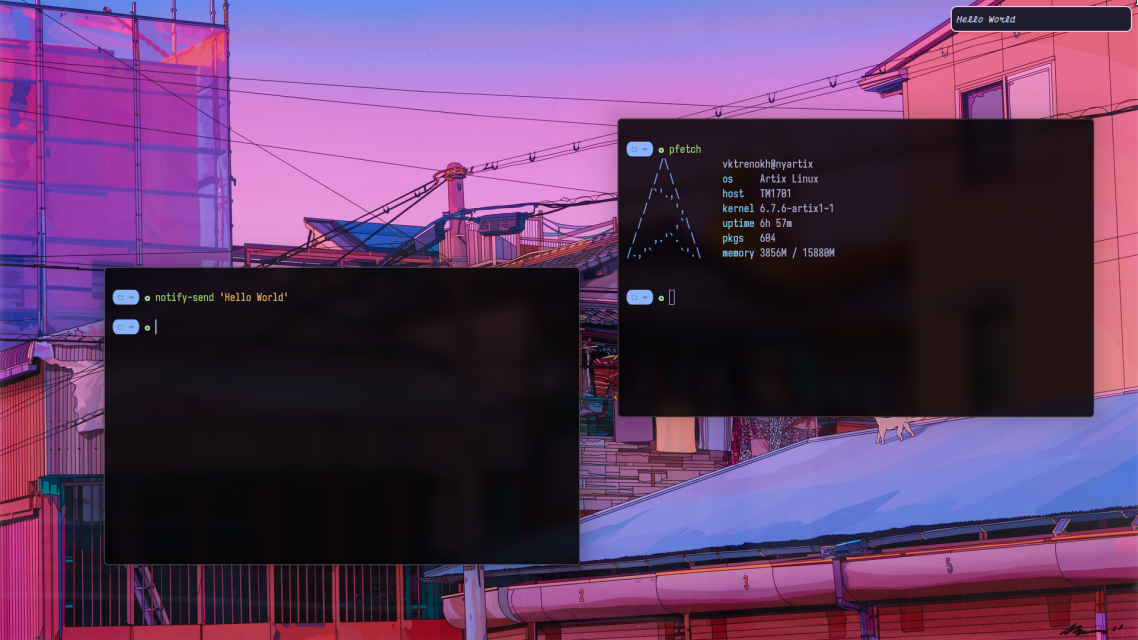 Hello World
~ pfetch
vktrenokh@nyartix
os Artix Linux
host TM1701
kernel 6.7.6-artix1-1
uptime 6h 57m
pkgs 604
memory 3856M / 15880M
~
~ notify-send 'Hello World'
~
2
3
5